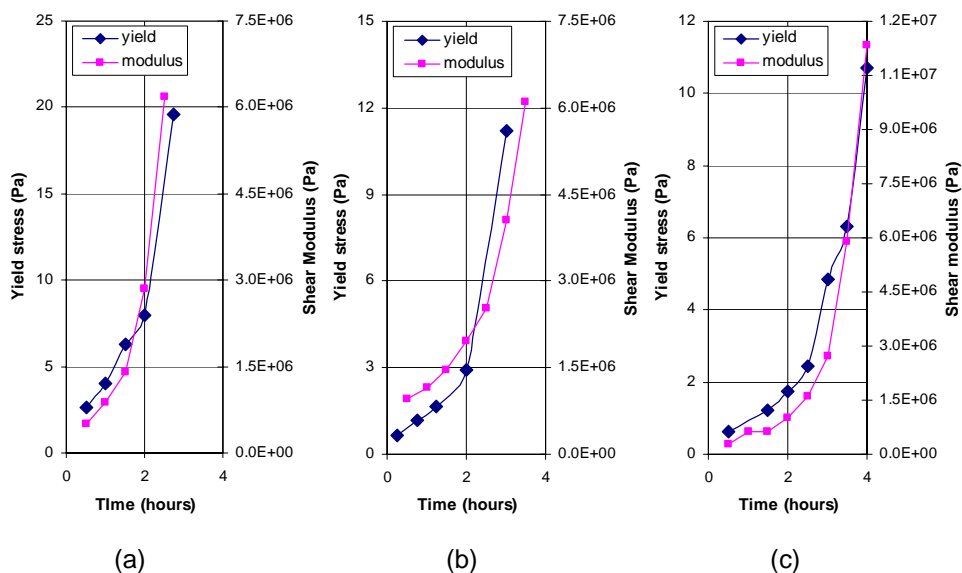 yield
modulus
25
20
15
10
5
0
Yield stress (Pa)
7.5E+06
6.0E+06
4.5E+06
3.0E+06
1.5E+06
0.0E+00
Shear Modulus (Pa)
0
2
4
TIme (hours)
(a)
yield
modulus
15
12
9
6
3
0
Yield stress (Pa)
7.5E+06
6.0E+06
4.5E+06
3.0E+06
1.5E+06
0.0E+00
Shear Modulus (Pa)
0
2
4
Time (hours)
(b)
yield
modulus
12
10
8
6
4
2
0
Yield stress (Pa)
1.2E+07
1.1E+07
9.0E+06
7.5E+06
6.0E+06
4.5E+06
3.0E+06
1.5E+06
0.0E+00
Shear modulus (Pa)
0
2
4
Time (hours)
(c)